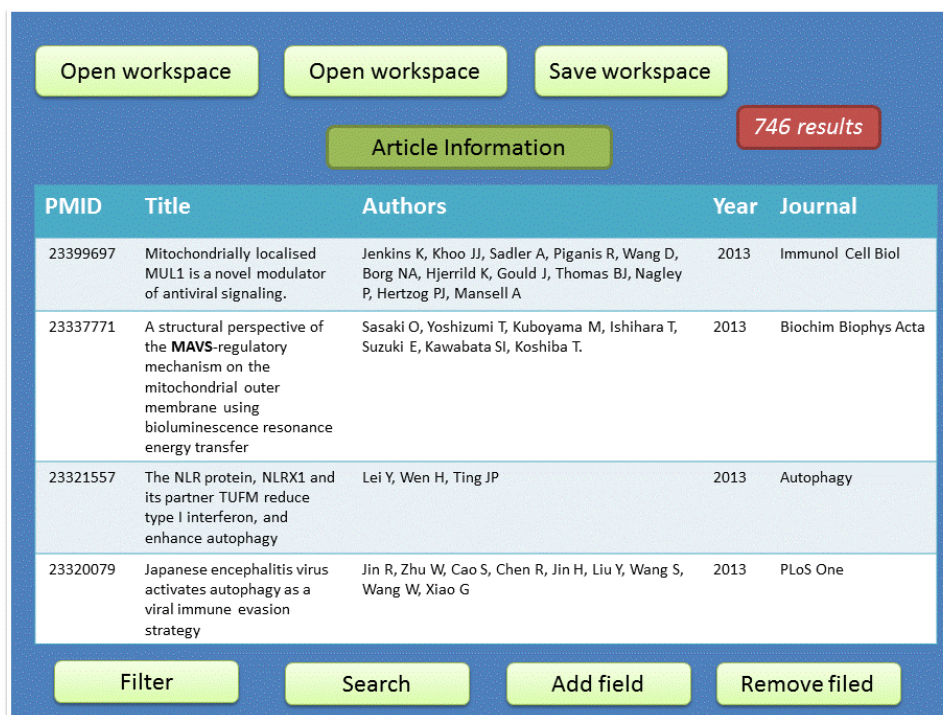 Open workspace Open workspace Save workspace
746 results
Article Information
PMID Title Authors Year Journal
23399697 Mitochondrially localised Jenkins K, Khoo JJ, Sadler A, Piganis R, Wang D, 2013 Immunol Cell Biol
MUL1 is a novel modulator Borg NA, Hjerrild K, Gould J, Thomas BJ, Nagley
of antiviral signaling. P, Hertzog PJ, Mansell A
23337771 A structural perspective of Sasaki O, Yoshizumi T, Kuboyama M, Ishihara T, 2013 Biochim Biophys Acta
the MAVS-regulatory Suzuki E, Kawabata SI, Koshiba T.
mechanism on the
mitochondrial outer
membrane using
bioluminescence resonance
energy transfer
23321557 The NLR protein, NLRX1 and Lei Y, Wen H, Ting JP 2013 Autophagy
its partner TUFM reduce
type I interferon, and
enhance autophagy
23320079 Japanese encephalitis virus Jin R, Zhu W, Cao S, Chen R, Jin H, Liu Y, Wang S, 2013 PLoS One
activates autophagy as a Wang W, Xiao G
viral immune evasion
strategy
Filter Search Add field Remove filed